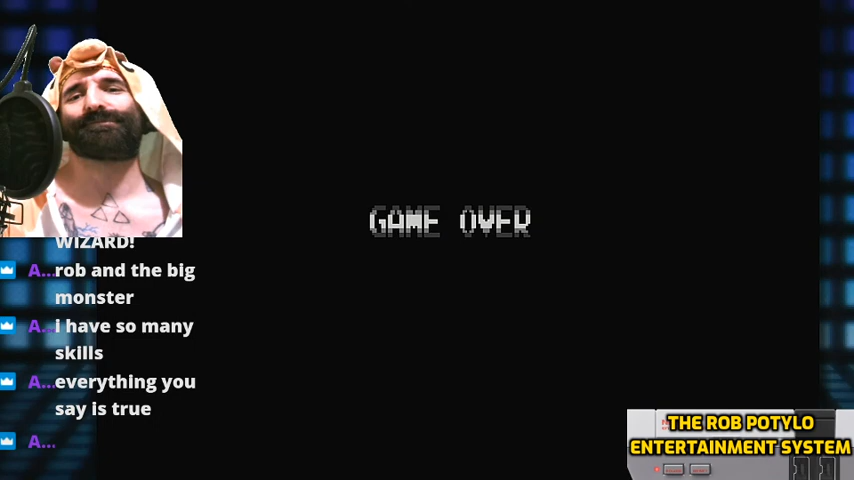 GAME OVER
WIZARD!
A... rob and the big
monster
A... i have so many
skills
A... everything you
say is true
A...
THE ROB POTYLO
ENTERTAINMENT SYSTEM